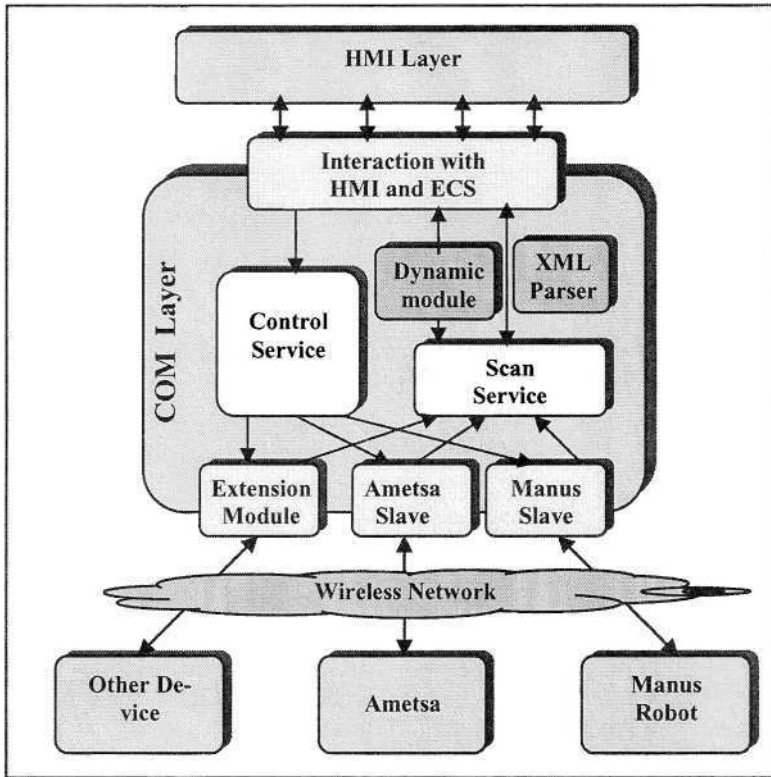 HMI Layer
Interaction with
HMI and ECS
COM Layer
Dynamic
module
XML
Parser
Control
Service
Scan
Service
Extension
Module
Ametsa
Slave
Manus
Slave
Wireless Network
Other De-
vice
Ametsa
Manus
Robot